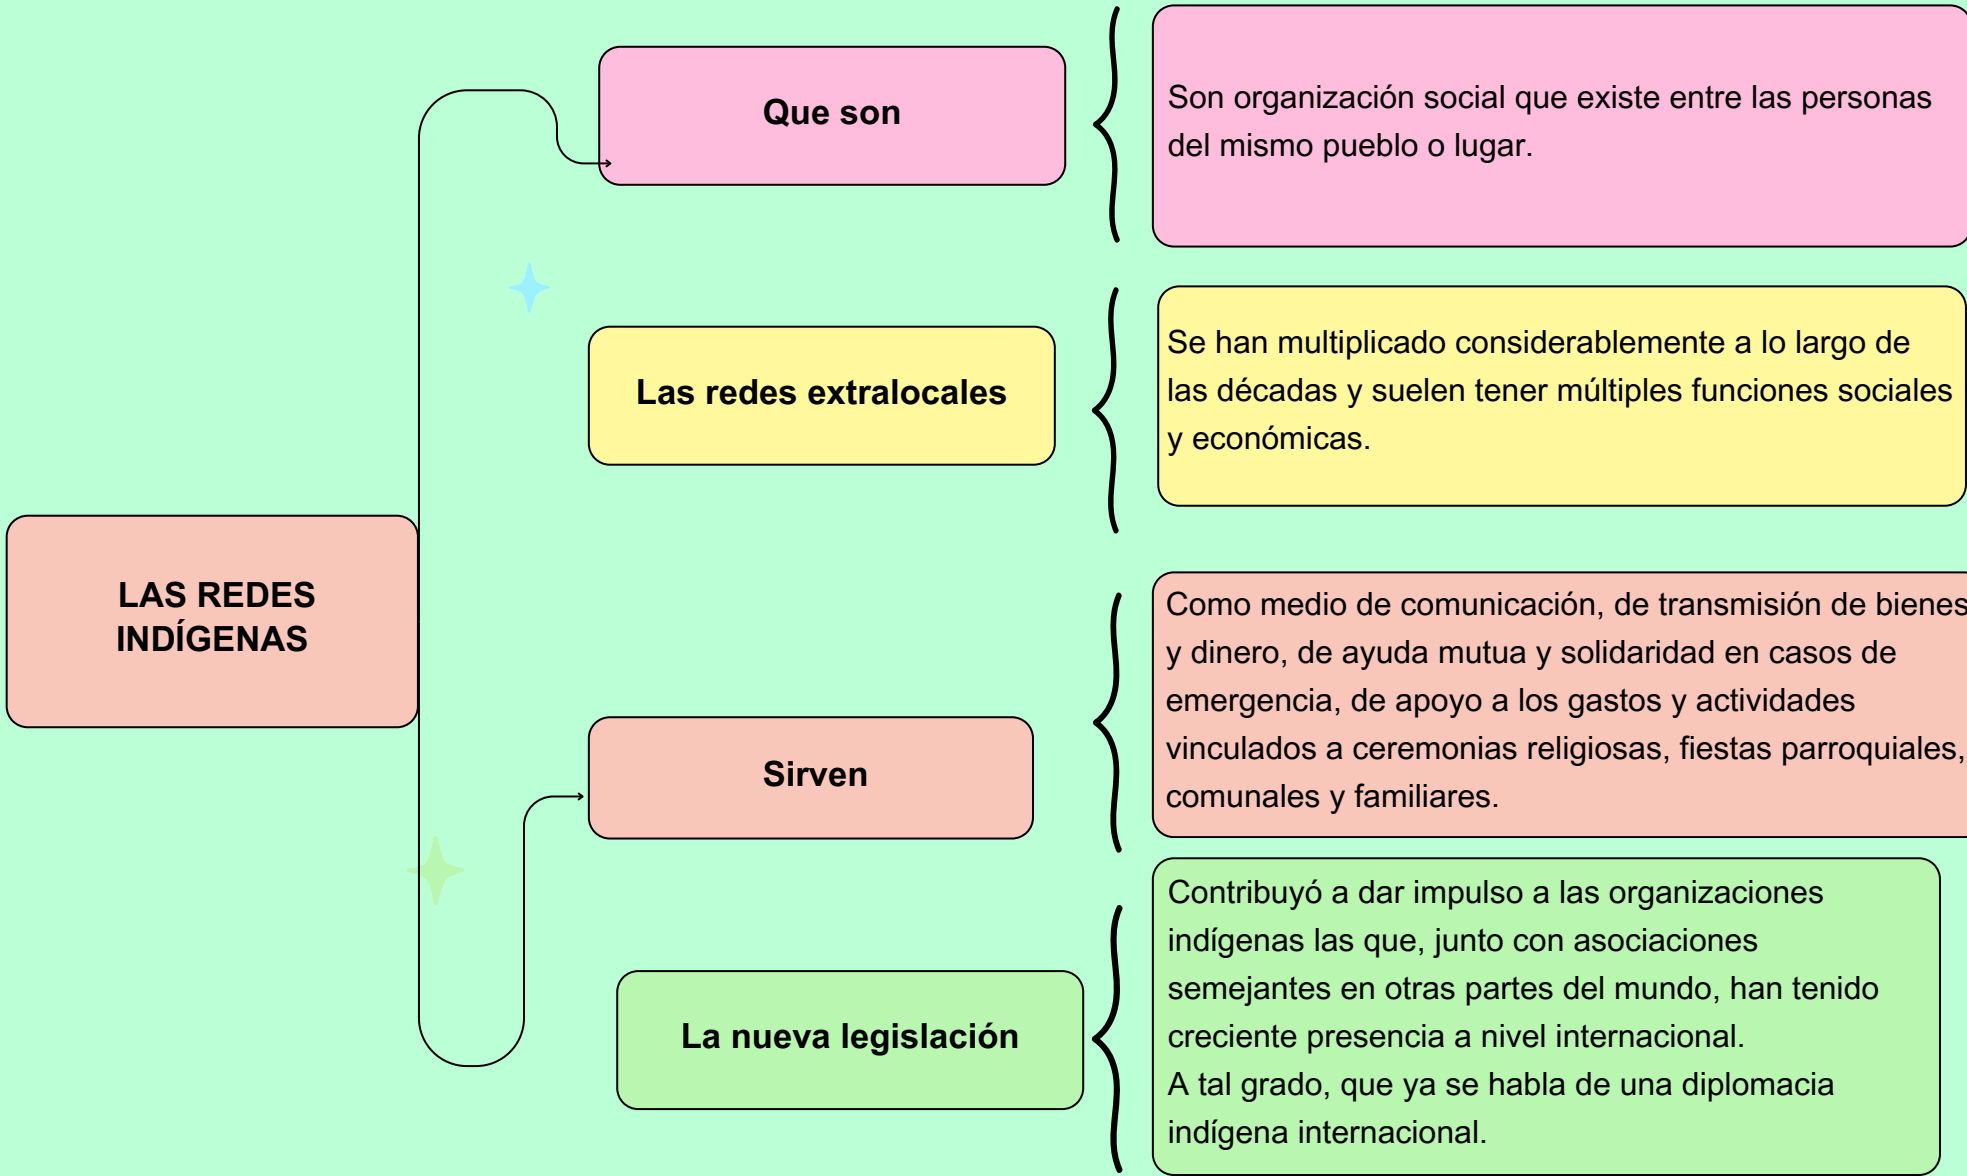 Que son
Son organización social que existe entre las personas
del mismo pueblo o lugar.
Las redes extralocales
Se han multiplicado considerablemente a lo largo de
las décadas y suelen tener múltiples funciones sociales
y económicas.
LAS REDES
INDÍGENAS
Sirven
Como medio de comunicación, de transmisión de bienes
y dinero, de ayuda mutua y solidaridad en casos de
emergencia, de apoyo a los gastos y actividades
vinculados a ceremonias religiosas, fiestas parroquiales,
comunales y familiares.
La nueva legislación
Contribuyó a dar impulso a las organizaciones
indígenas las que, junto con asociaciones
semejantes en otras partes del mundo, han tenido
creciente presencia a nivel internacional.
A tal grado, que ya se habla de una diplomacia
indígena internacional.